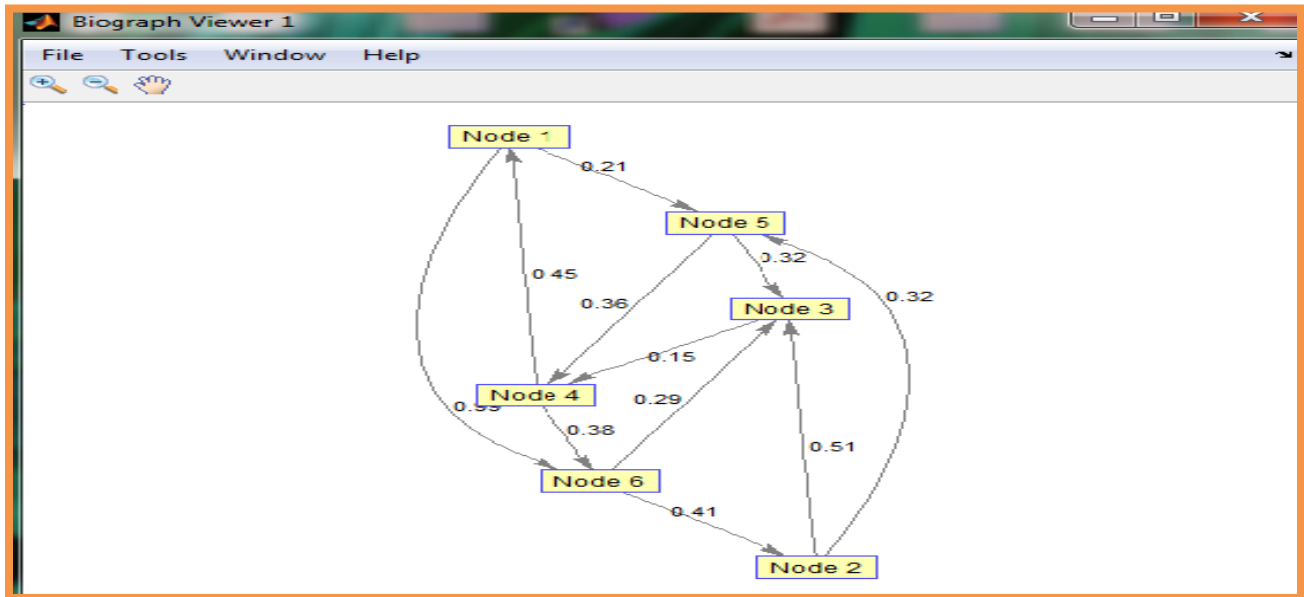 Biograph Viewer 1
File Tools Window Help
Node 1
0.21
Node 5
0.32
0.45
0.36
0.32
Node 3
0.15
Node 4
0.29
0.38
0.51
Node 6
0.41
Node 2